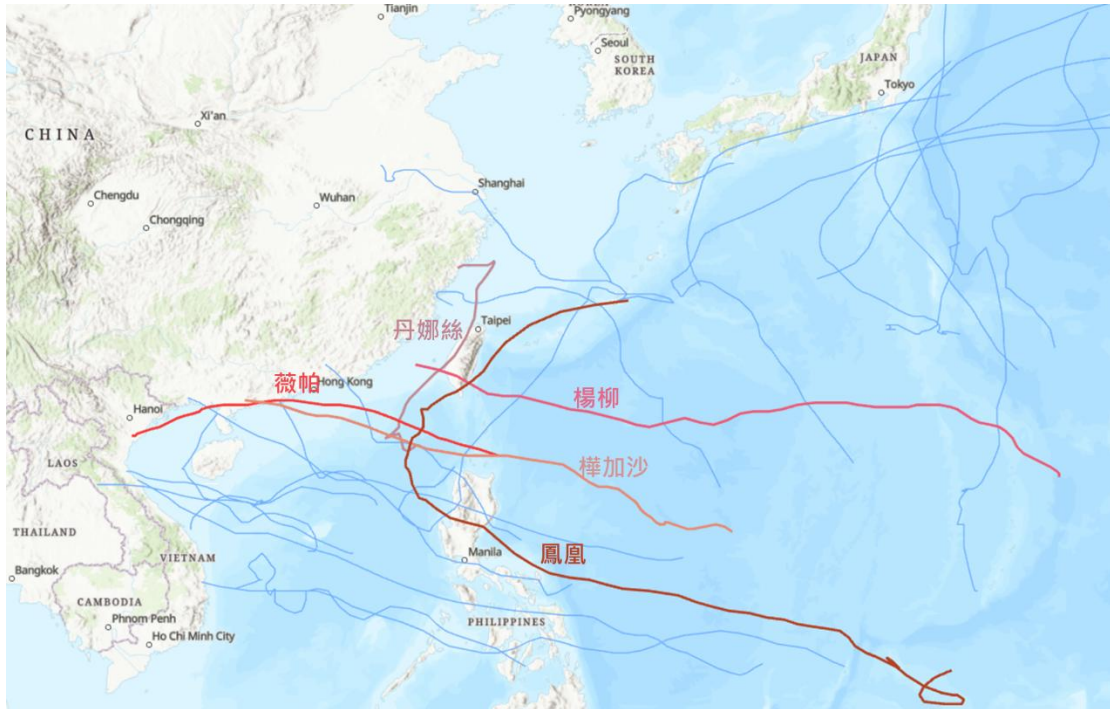 Tianjin
Pyongyang
Seoul
SOUTH
KOREA
JAPAN
Tokyo
Xi'an
CHINA
Chengdu
Wuhan
Shanghai
Chongqing
丹娜絲
Taipei
薇帕
Hong Kong
楊柳
Hanoi
LAOS
樺加沙
THAILAND
鳳凰
Manila
VIETNAM
Bangkok
CAMBODIA
Phnom Penh
PHILIPPINES
Ho Chi Minh City